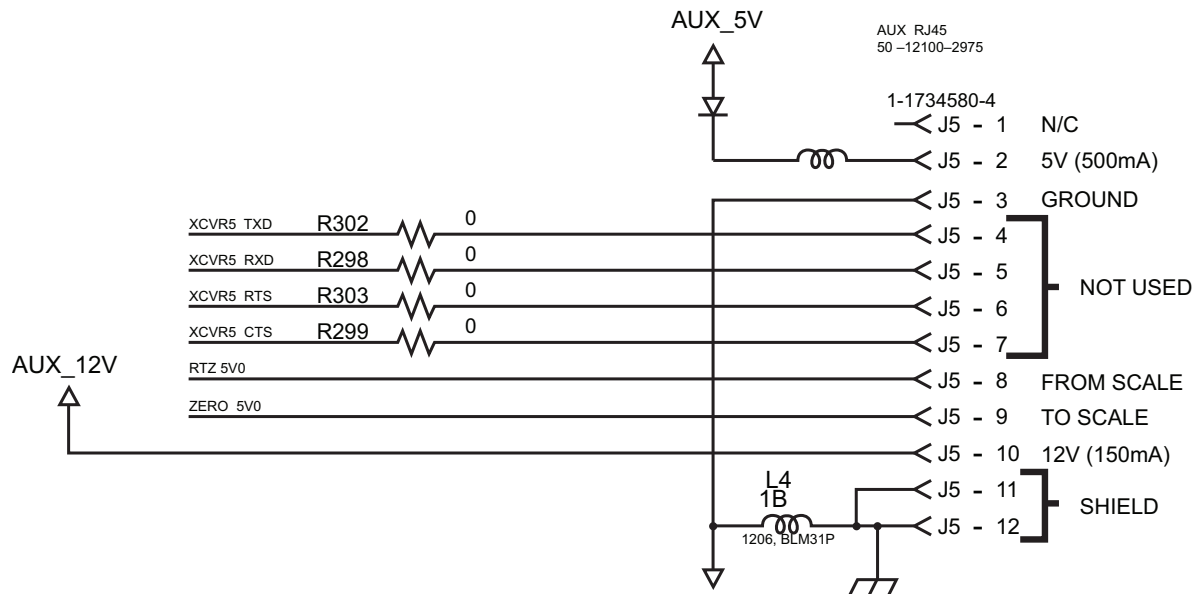 AUX_5V
AUX RJ45
50 –12100–2975
1-1734580-4
J5 - 1 N/C
J5 - 2 5V (500mA)
J5 - 3 GROUND
XCVR5 TXD R302 0 J5 - 4
XCVR5 RXD R298 0 J5 - 5
XCVR5 RTS R303 0 J5 - 6
NOT USED
XCVR5 CTS R299 0 J5 - 7
AUX_12V
RTZ 5V0 J5 - 8 FROM SCALE
ZERO 5V0 J5 - 9 TO SCALE
J5 - 10 12V (150mA)
L4
1B
1206, BLM31P
J5 - 11
SHIELD
J5 - 12